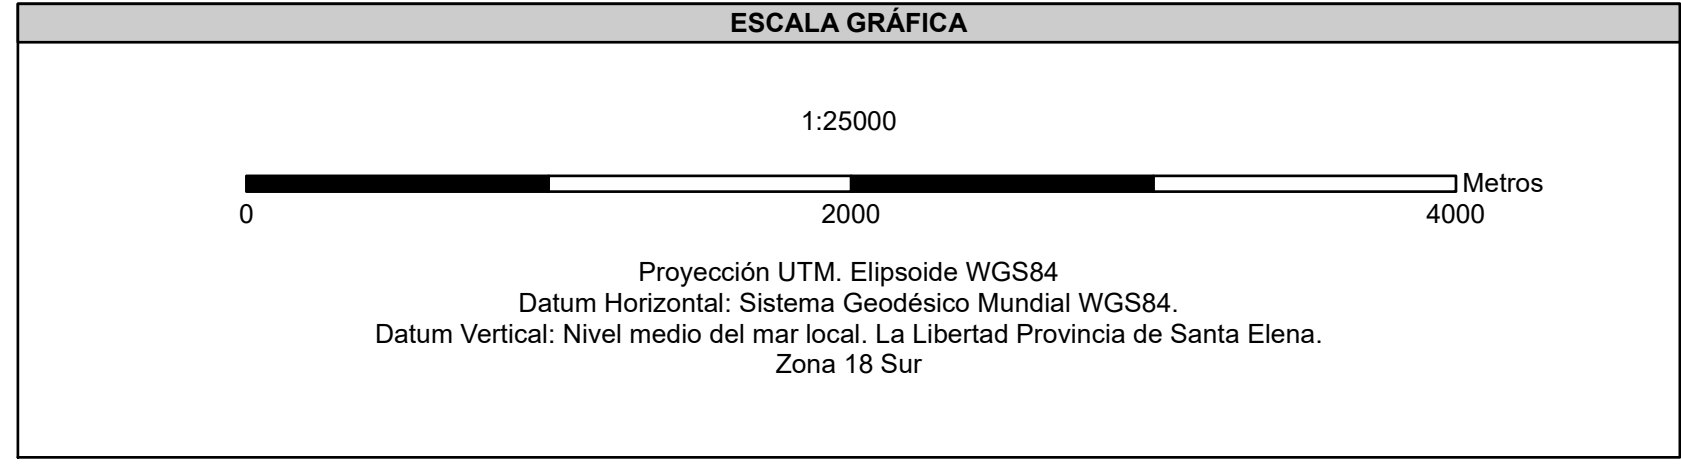 ESCALA GRÁFICA
1:25000
Metros
0 2000 4000
Proyección UTM. Elipsoide WGS84
Datum Horizontal: Sistema Geodésico Mundial WGS84.
Datum Vertical: Nivel medio del mar local. La Libertad Provincia de Santa Elena.
Zona 18 Sur